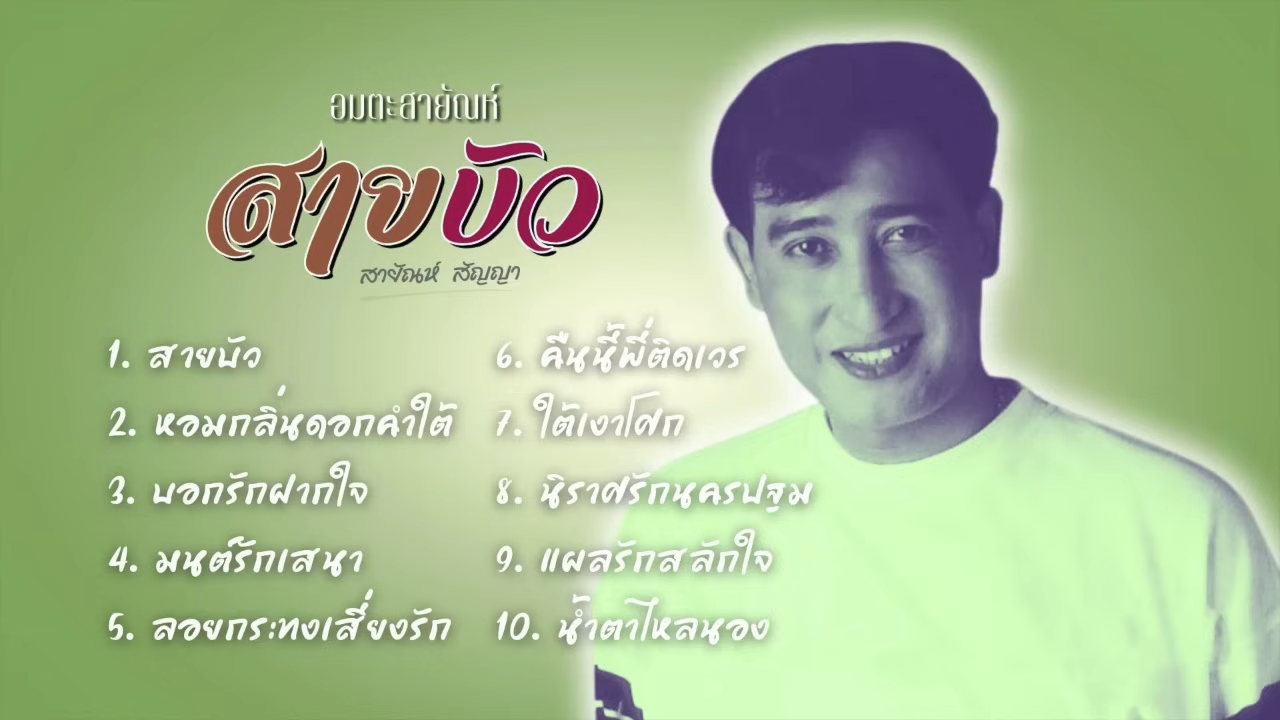 อมตะสายัณห์
สายบัว
สายัณห์ สัญญา
1. สายบัว
2. หอมกลิ่นดอกคำใต้
3. บอกรักฝากใจ
4. มนต์รักเสนา
5. ลอยกระทงเสี่ยงรัก
6. คืนนี้พี่ติดเวร
7. ใต้เงาโศก
8. นิราศรักนครปฐม
9. แผลรักสลักใจ
10. น้ำตาไหลนอง